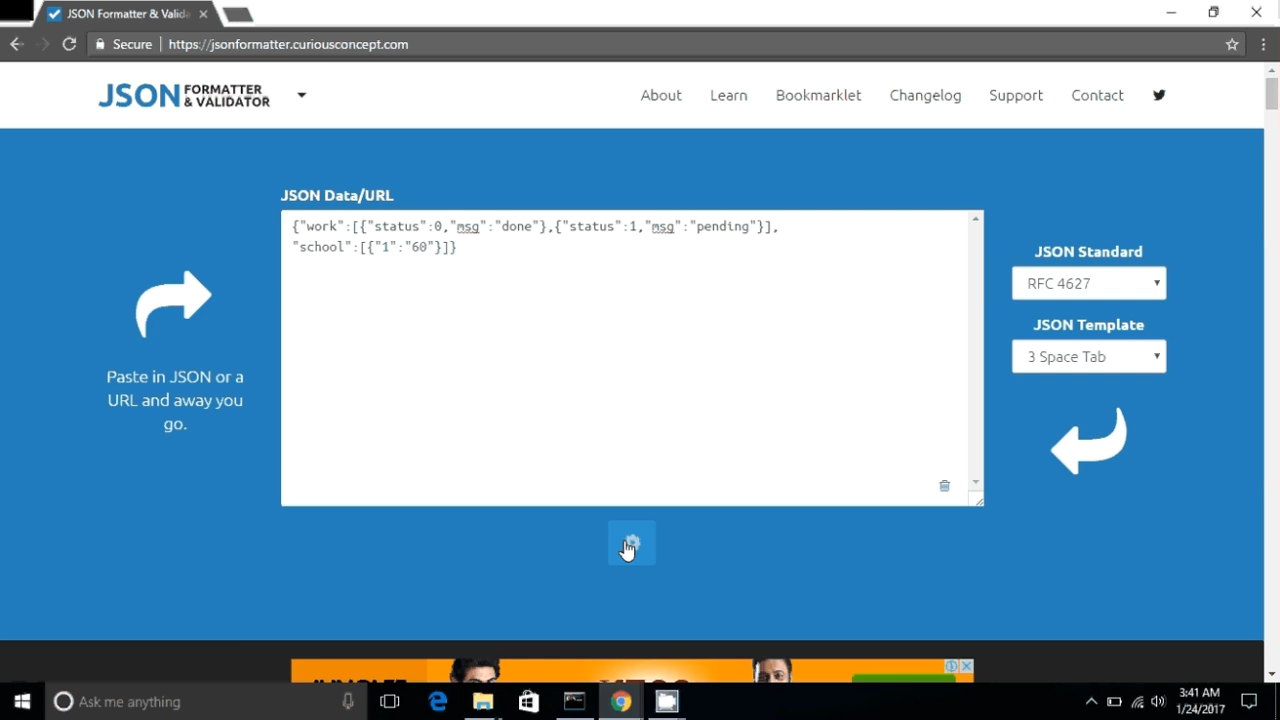 JSON Formatter & Valid
Secure
https://jsonformatter.curiousconcept.com
JSON FORMATTER
& VALIDATOR
About
Learn
Bookmarklet
Changelog
Support
Contact
JSON Data/URL
{"work":[{"status":0,"msg":"done"},{"status":1,"msg":"pending"}],
"school":[{"1":"60"}]}
Paste in JSON or a
URL and away you
go.
JSON Standard
RFC 4627
JSON Template
3 Space Tab
Ask me anything
3:41 AM
1/24/2017